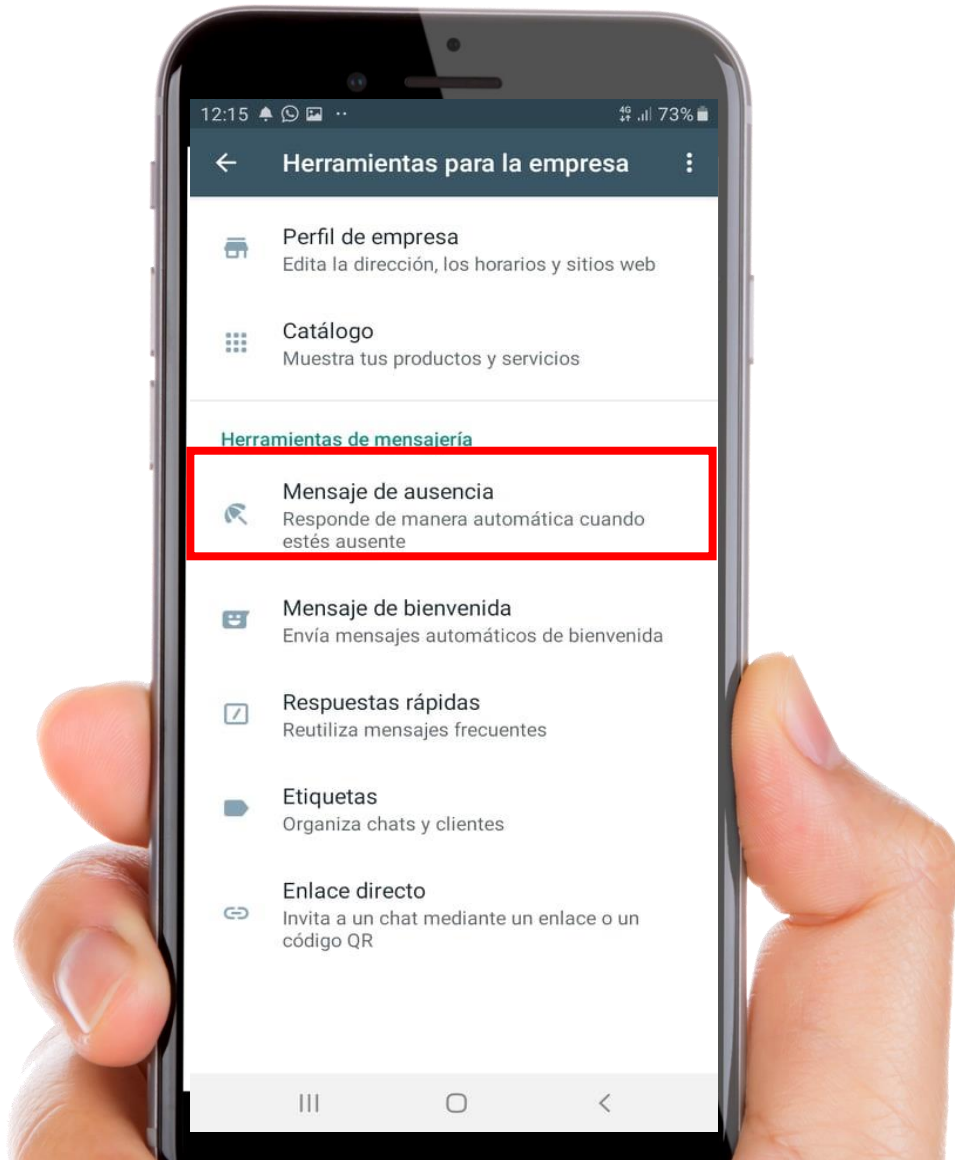 12:15 4G 73%
Herramientas para la empresa
Perfil de empresa
Edita la dirección, los horarios y sitios web
Catálogo
Muestra tus productos y servicios
Herramientas de mensajería
Mensaje de ausencia
Responde de manera automática cuando
estés ausente
Mensaje de bienvenida
Envía mensajes automáticos de bienvenida
Respuestas rápidas
Reutiliza mensajes frecuentes
Etiquetas
Organiza chats y clientes
Enlace directo
Invita a un chat mediante un enlace o un
código QR